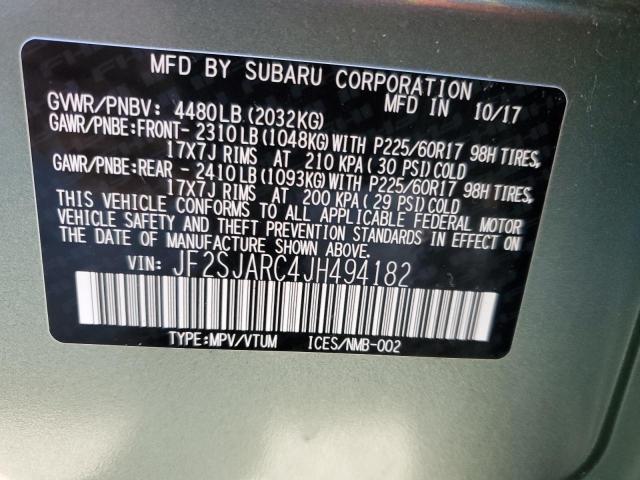 MFD BY SUBARU CORPORATION
GVWR/PNBV: 4480LB (2032KG) MFD IN 10/17
GAWR/PNBE:FRONT- 2310LB (1048KG) WITH P225/60R17 98H TIRES,
17X7J RIMS AT 210 KPA ( 30 PSI) COLD
GAWR/PNBE:REAR - 2410LB (1093KG) WITH P225/60R17 98H TIRES,
17X7J RIMS AT 200 KPA ( 29 PSI) COLD
THIS VEHICLE CONFORMS TO ALL APPLICABLE FEDERAL MOTOR
VEHICLE SAFETY AND THEFT PREVENTION STANDARDS IN EFFECT ON
THE DATE OF MANUFACTURE SHOWN ABOVE.
VIN: JF2SJARC4JH494182
TYPE:MPV/VTUM ICES/NMB-002